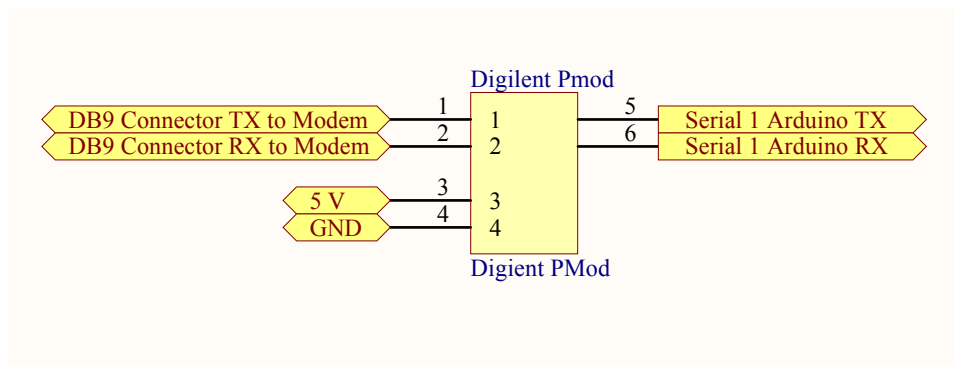 Digilent Pmod
DB9 Connector TX to Modem 1 1 5 Serial 1 Arduino TX
DB9 Connector RX to Modem 2 2 6 Serial 1 Arduino RX
5 V 3 3
GND 4 4
Digient PMod